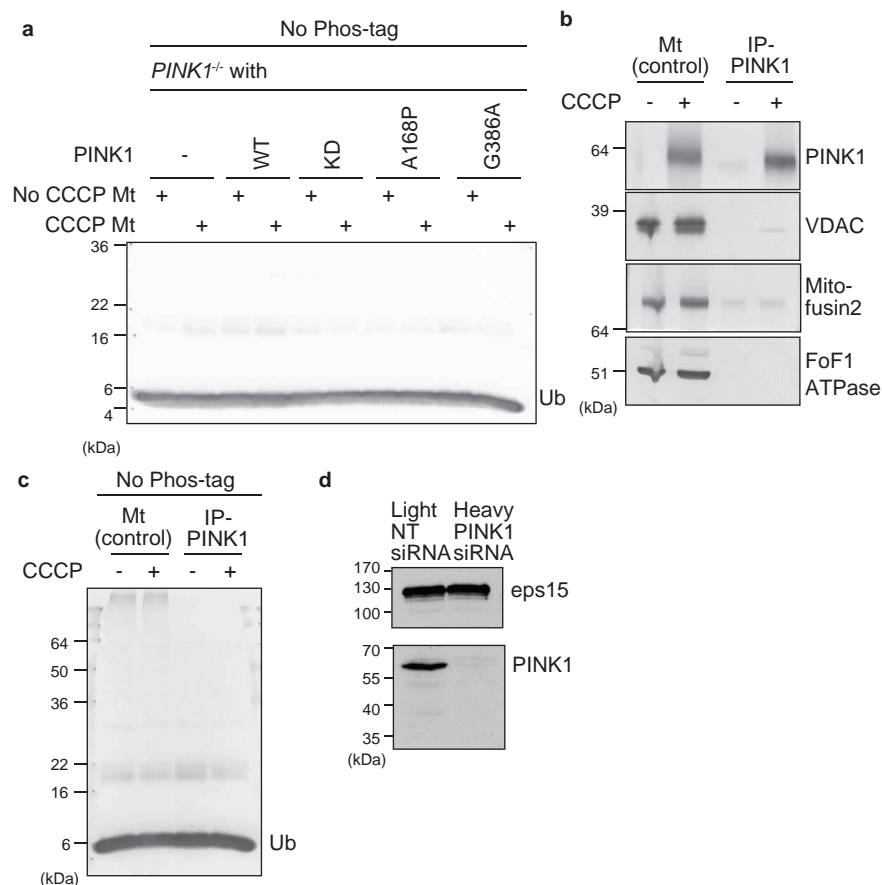 a
No Phos-tag
PINK1-/- with
PINK1 - WT KD A168P G386A
No CCCP Mt + + + + +
CCCP Mt + + + + +
36
22
16
6
4
(kDa)
Ub
b
Mt (control)
IP-PINK1
CCCP - + - +
64
PINK1
39
VDAC
Mito-
fusin2
64
51
FoF1
ATPase
(kDa)
c
No Phos-tag
Mt (control)
IP-PINK1
CCCP - + - +
64
50
36
22
16
6
Ub
(kDa)
d
Light NT siRNA
Heavy PINK1 siRNA
170
130
100
eps15
70
55
40
35
PINK1
(kDa)